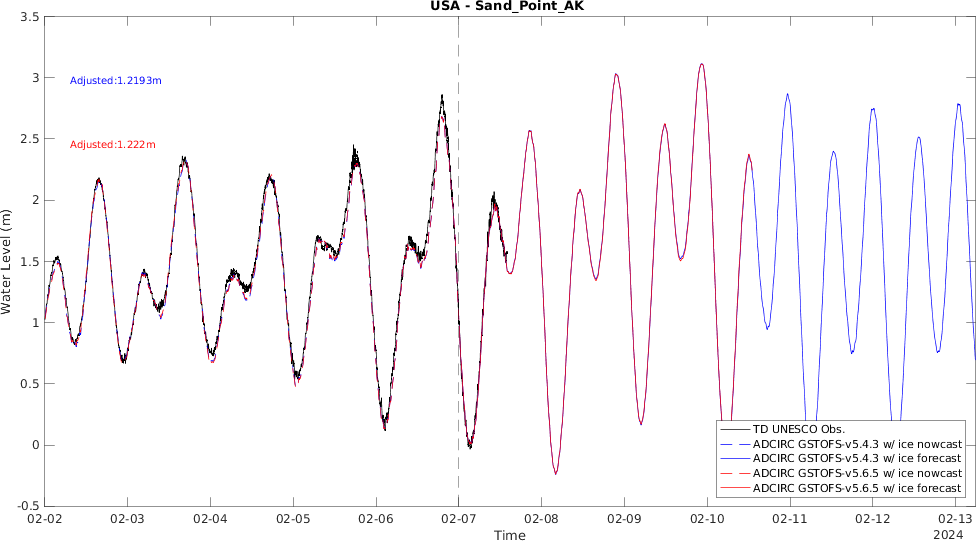 USA - Sand_Point_AK
3.5
3
2.5
2
1.5
1
0.5
0
-0.5
Water Level (m)
Adjusted:1.2193m
Adjusted:1.222m
TD UNESCO Obs.
ADCIRC GSTOFS-v5.4.3 w/ ice nowcast
ADCIRC GSTOFS-v5.4.3 w/ ice forecast
ADCIRC GSTOFS-v5.6.5 w/ ice nowcast
ADCIRC GSTOFS-v5.6.5 w/ ice forecast
02-02 02-03 02-04 02-05 02-06 02-07 02-08 02-09 02-10 02-11 02-12 02-13
Time 2024